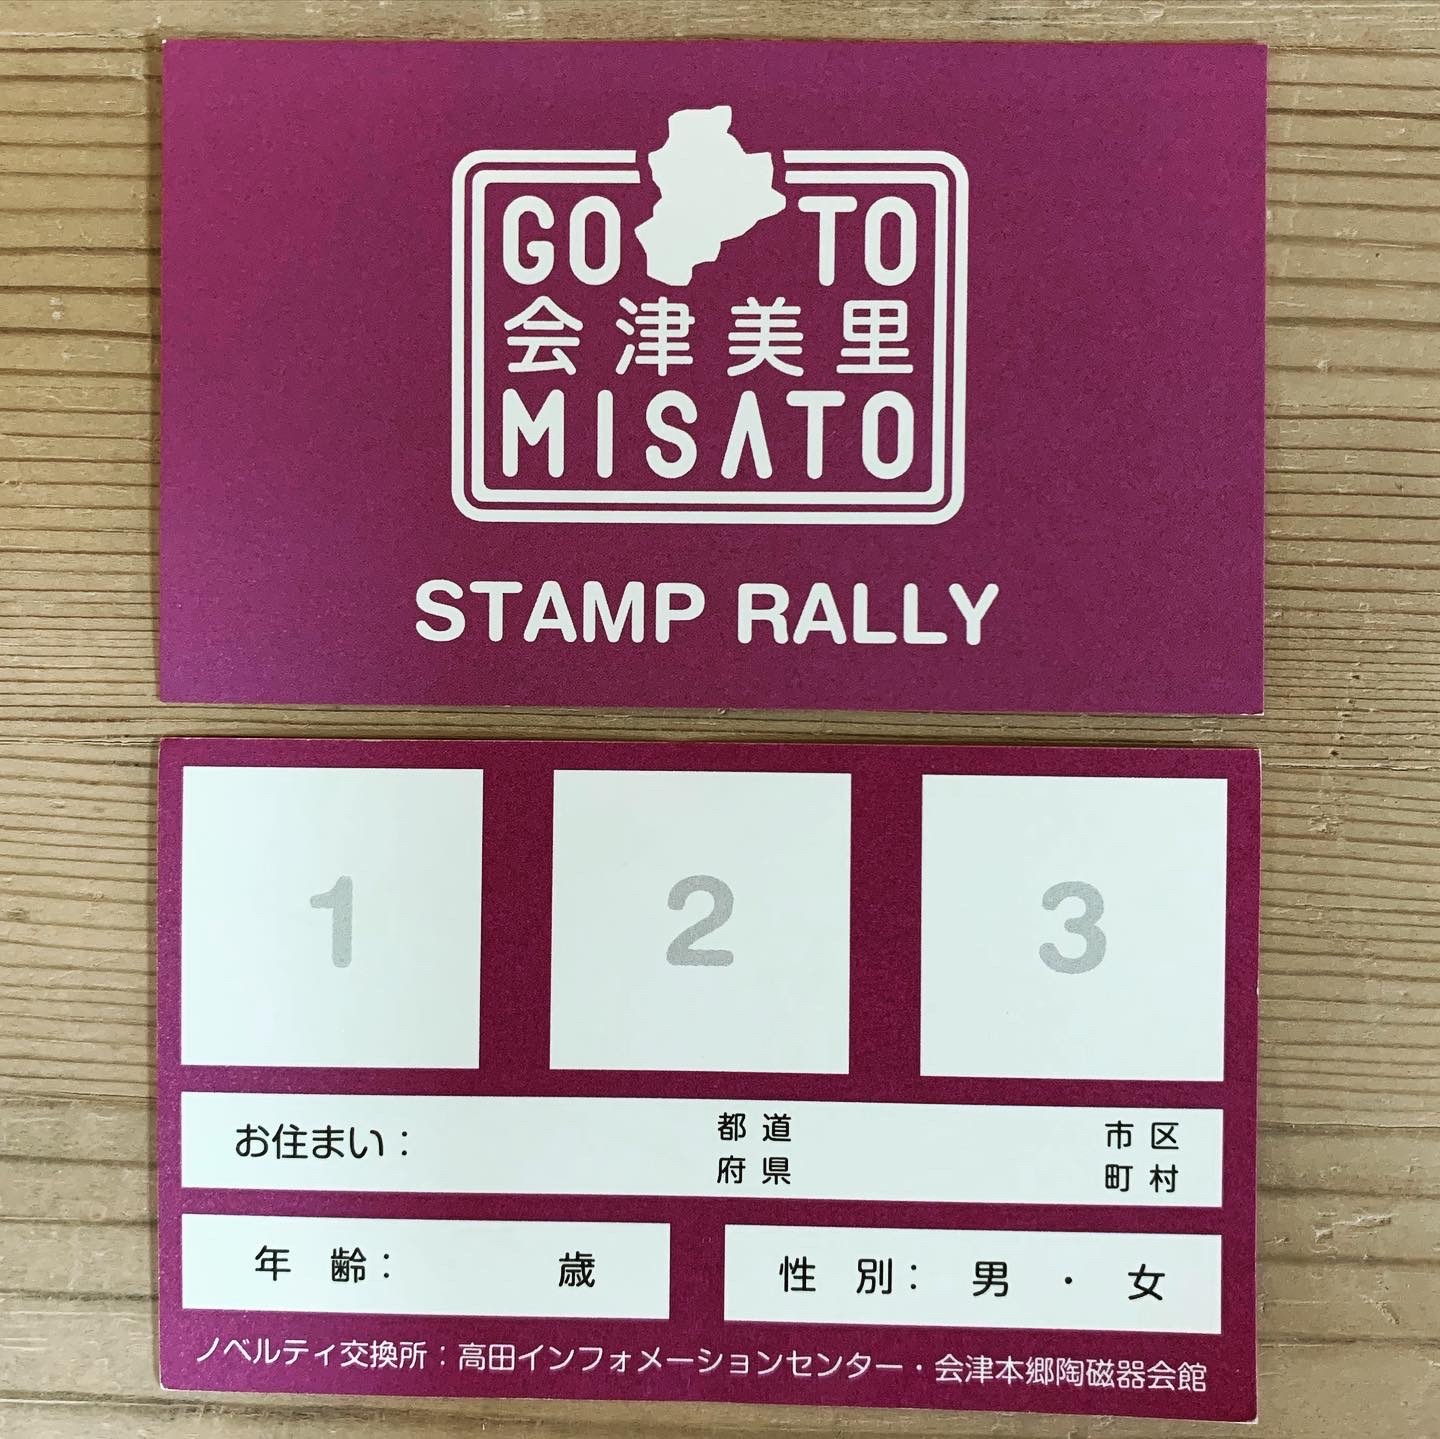 GO TO
会津美里
MISATO
STAMP RALLY
1 2 3
お住まい： 都道府県 市区町村
年 齢： 歳 性 別： 男 ・ 女
ノベルティ交換所：高田インフォメーションセンター・会津本郷陶磁器会館